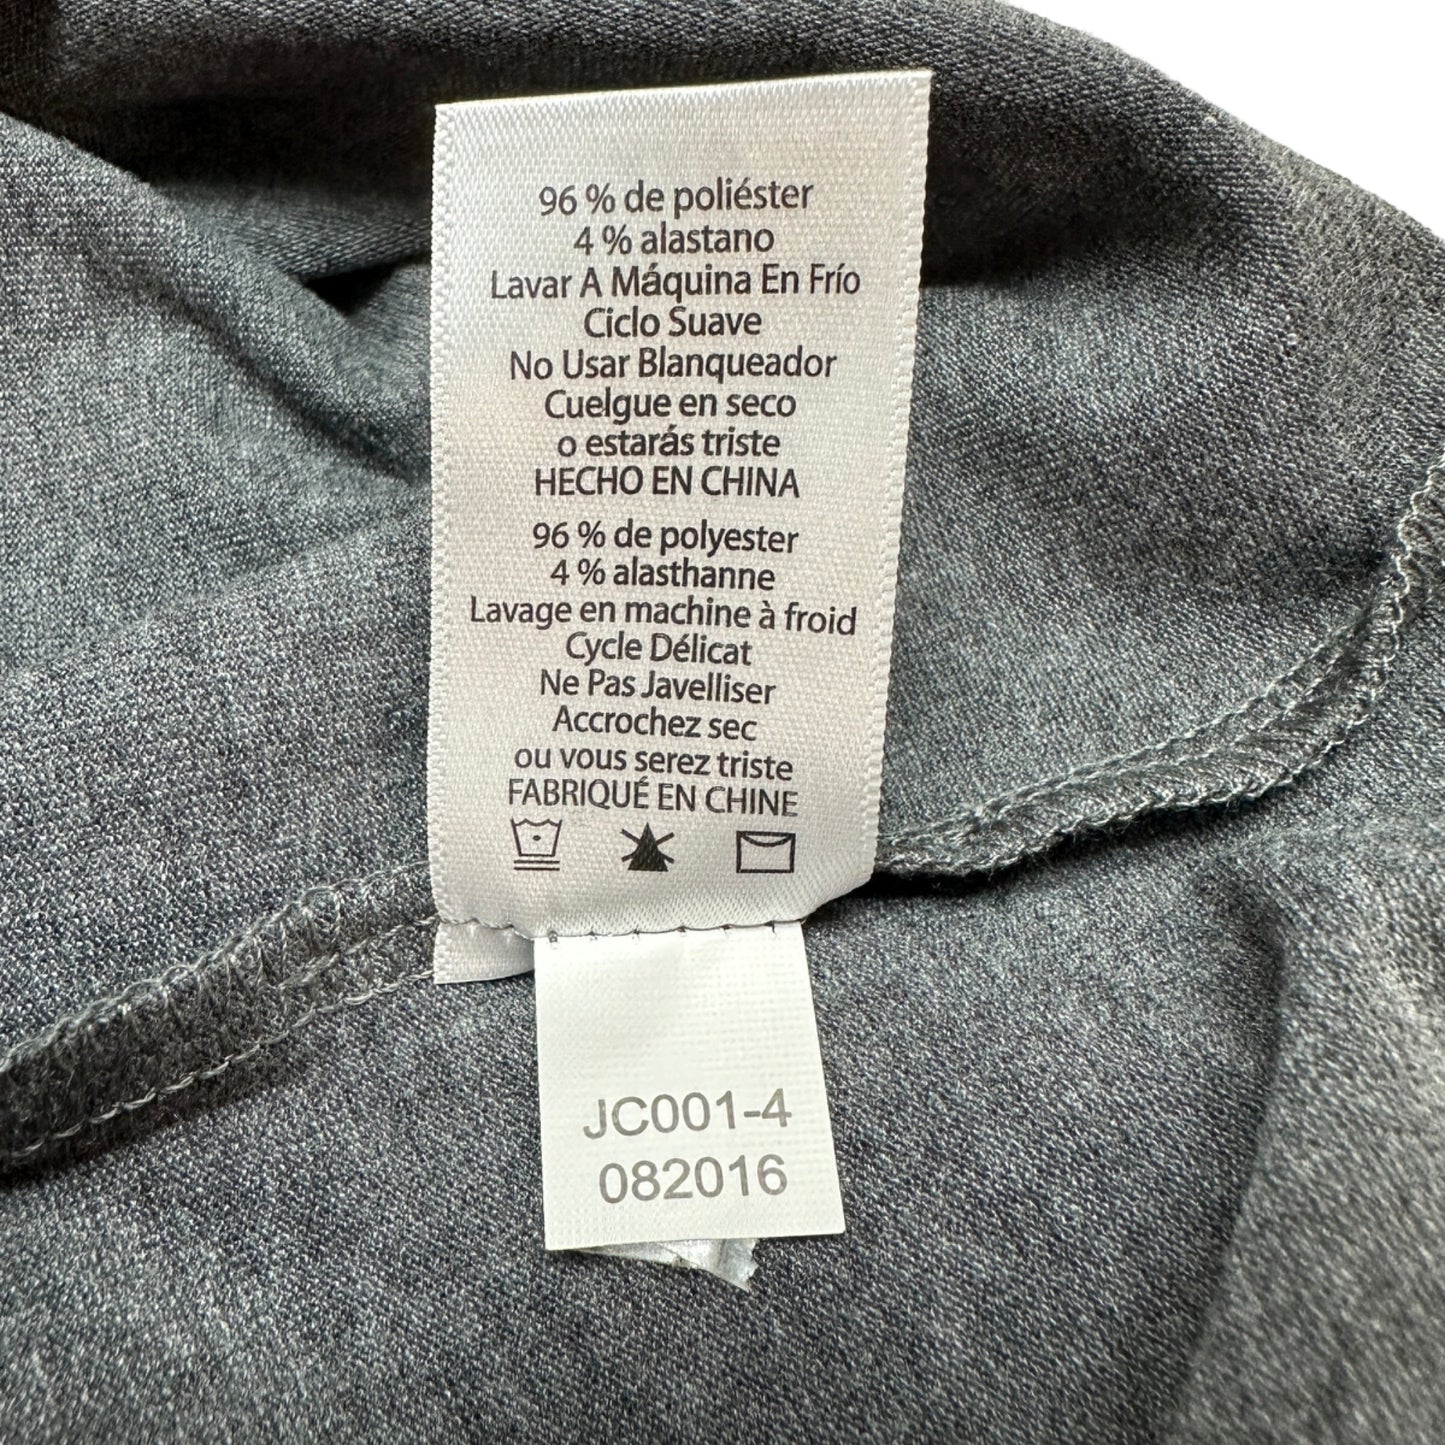 96 % de poliéster
4 % alastano
Lavar A Máquina En Frío
Ciclo Suave
No Usar Blanqueador
Cuelgue en seco
o estarás triste
HECHO EN CHINA
96 % de polyester
4 % alasthanne
Lavage en machine à froid
Cycle Délicat
Ne Pas Javelliser
Accrochez sec
ou vous serez triste
FABRIQUÉ EN CHINE
JC001-4
082016